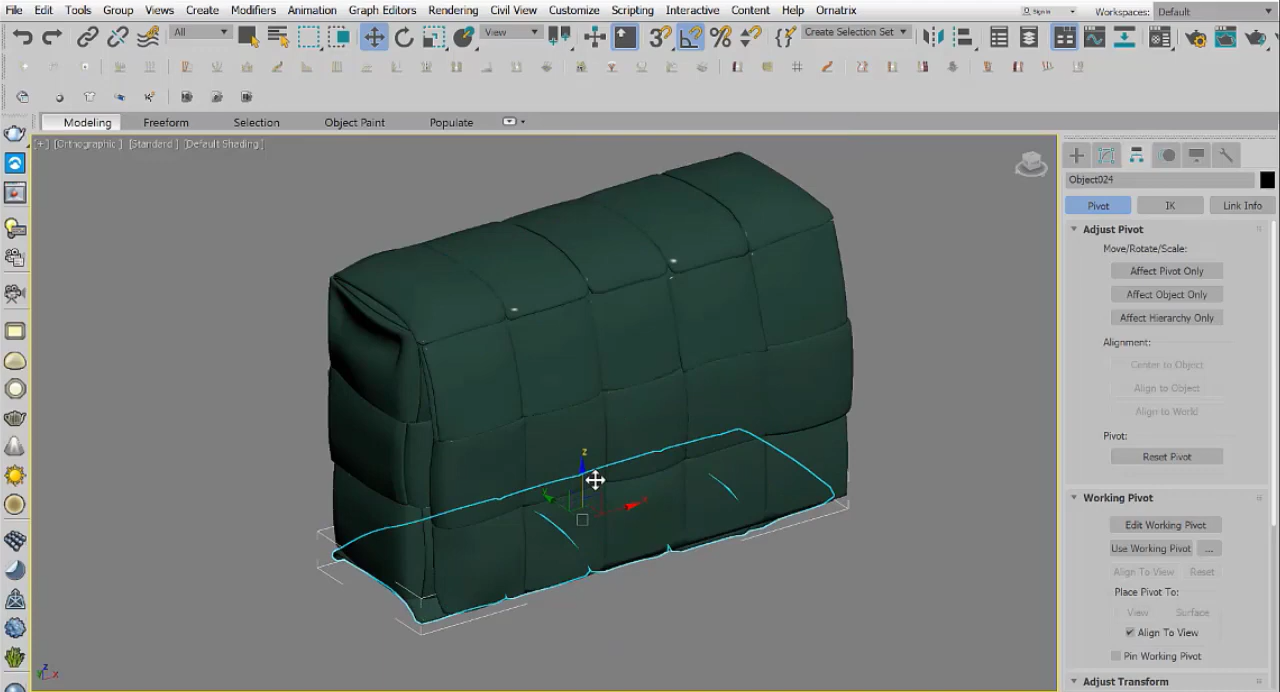 File Edit Tools Group Views Create Modifiers Animation Graph Editors Rendering Civil View Customize Scripting Interactive Content Help Ornatrix Sign In Workspaces: Default
All View Create Selection Set
Modeling Freeform Selection Object Paint Populate
[+] [Orthographic] [Standard] [Default Shading]
Object024
Pivot IK Link Info
Adjust Pivot
Move/Rotate/Scale:
Affect Pivot Only
Affect Object Only
Affect Hierarchy Only
Alignment:
Center to Object
Align to Object
Align to World
Pivot:
Reset Pivot
Working Pivot
Edit Working Pivot
Use Working Pivot ...
Align To View Reset
Place Pivot To:
View Surface
Align To View
Pin Working Pivot
Adjust Transform
z
y
x
z
y x